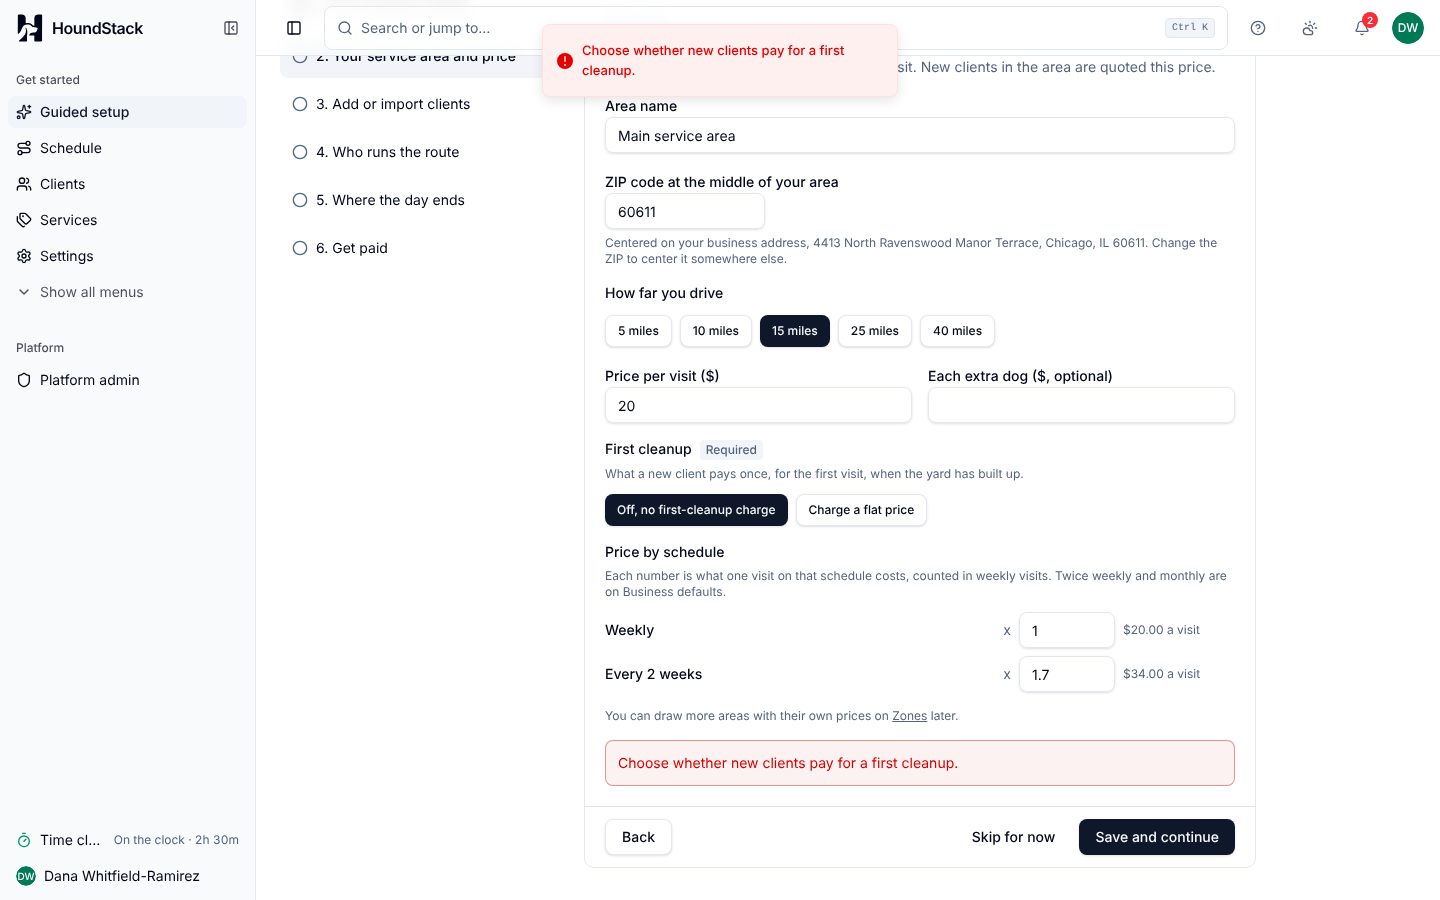 HoundStack
Search or jump to...
Ctrl K
2
DW
Get started
Guided setup
Schedule
Clients
Services
Settings
Show all menus
Platform
Platform admin
Time cl...
On the clock · 2h 30m
DW
Dana Whitfield-Ramirez
2. Your service area and price
3. Add or import clients
4. Who runs the route
5. Where the day ends
6. Get paid
Choose whether new clients pay for a first
cleanup.
sit. New clients in the area are quoted this price.
Area name
Main service area
ZIP code at the middle of your area
60611
Centered on your business address, 4413 North Ravenswood Manor Terrace, Chicago, IL 60611. Change the
ZIP to center it somewhere else.
How far you drive
5 miles
10 miles
15 miles
25 miles
40 miles
Price per visit ($)
Each extra dog ($, optional)
20
First cleanup
Required
What a new client pays once, for the first visit, when the yard has built up.
Off, no first-cleanup charge
Charge a flat price
Price by schedule
Each number is what one visit on that schedule costs, counted in weekly visits. Twice weekly and monthly are
on Business defaults.
Weekly
x
1
$20.00 a visit
Every 2 weeks
x
1.7
$34.00 a visit
You can draw more areas with their own prices on Zones later.
Choose whether new clients pay for a first cleanup.
Back
Skip for now
Save and continue